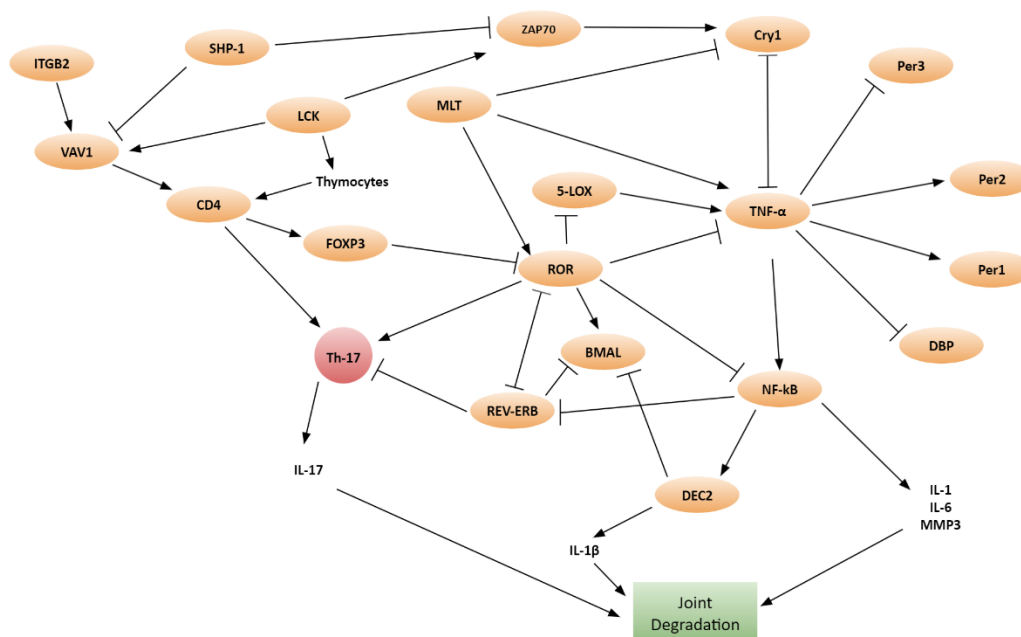 ZAP70
Cry1
SHP-1
ITGB2
Per3
MLT
LCK
VAV1
Thymocytes
5-LOX
Per2
CD4
TNF-α
FOXP3
ROR
Per1
BMAL
DBP
Th-17
NF-kB
REV-ERB
IL-17
DEC2
IL-1
IL-6
MMP3
IL-1β
Joint
Degradation